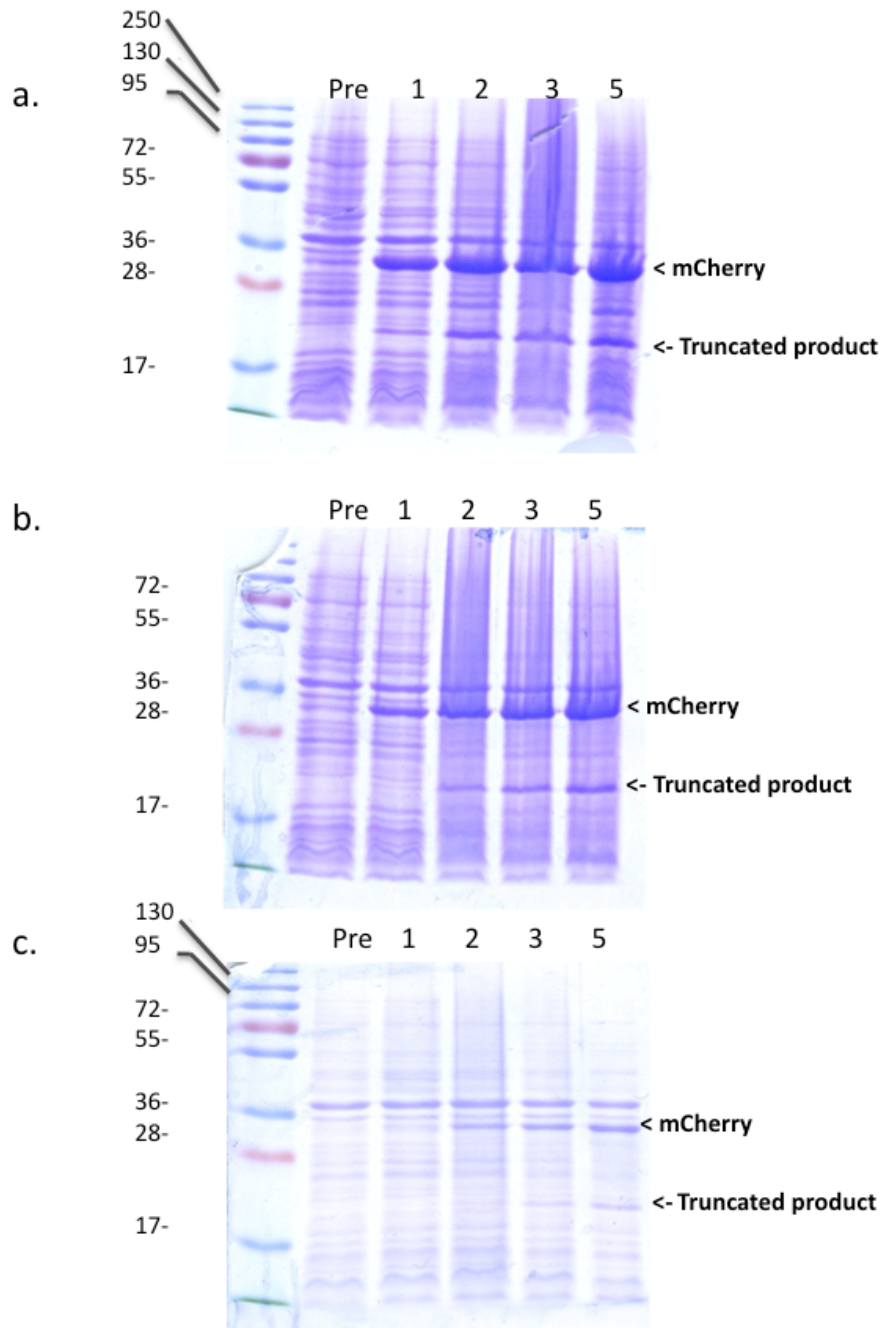 250
130
95
a.
Pre 1 2 3 5
72-
55-
36-
28-
< mCherry
<- Truncated product
17-
b.
Pre 1 2 3 5
72-
55-
36-
28-
< mCherry
<- Truncated product
17-
130
95
c.
Pre 1 2 3 5
72-
55-
36-
28-
< mCherry
<- Truncated product
17-